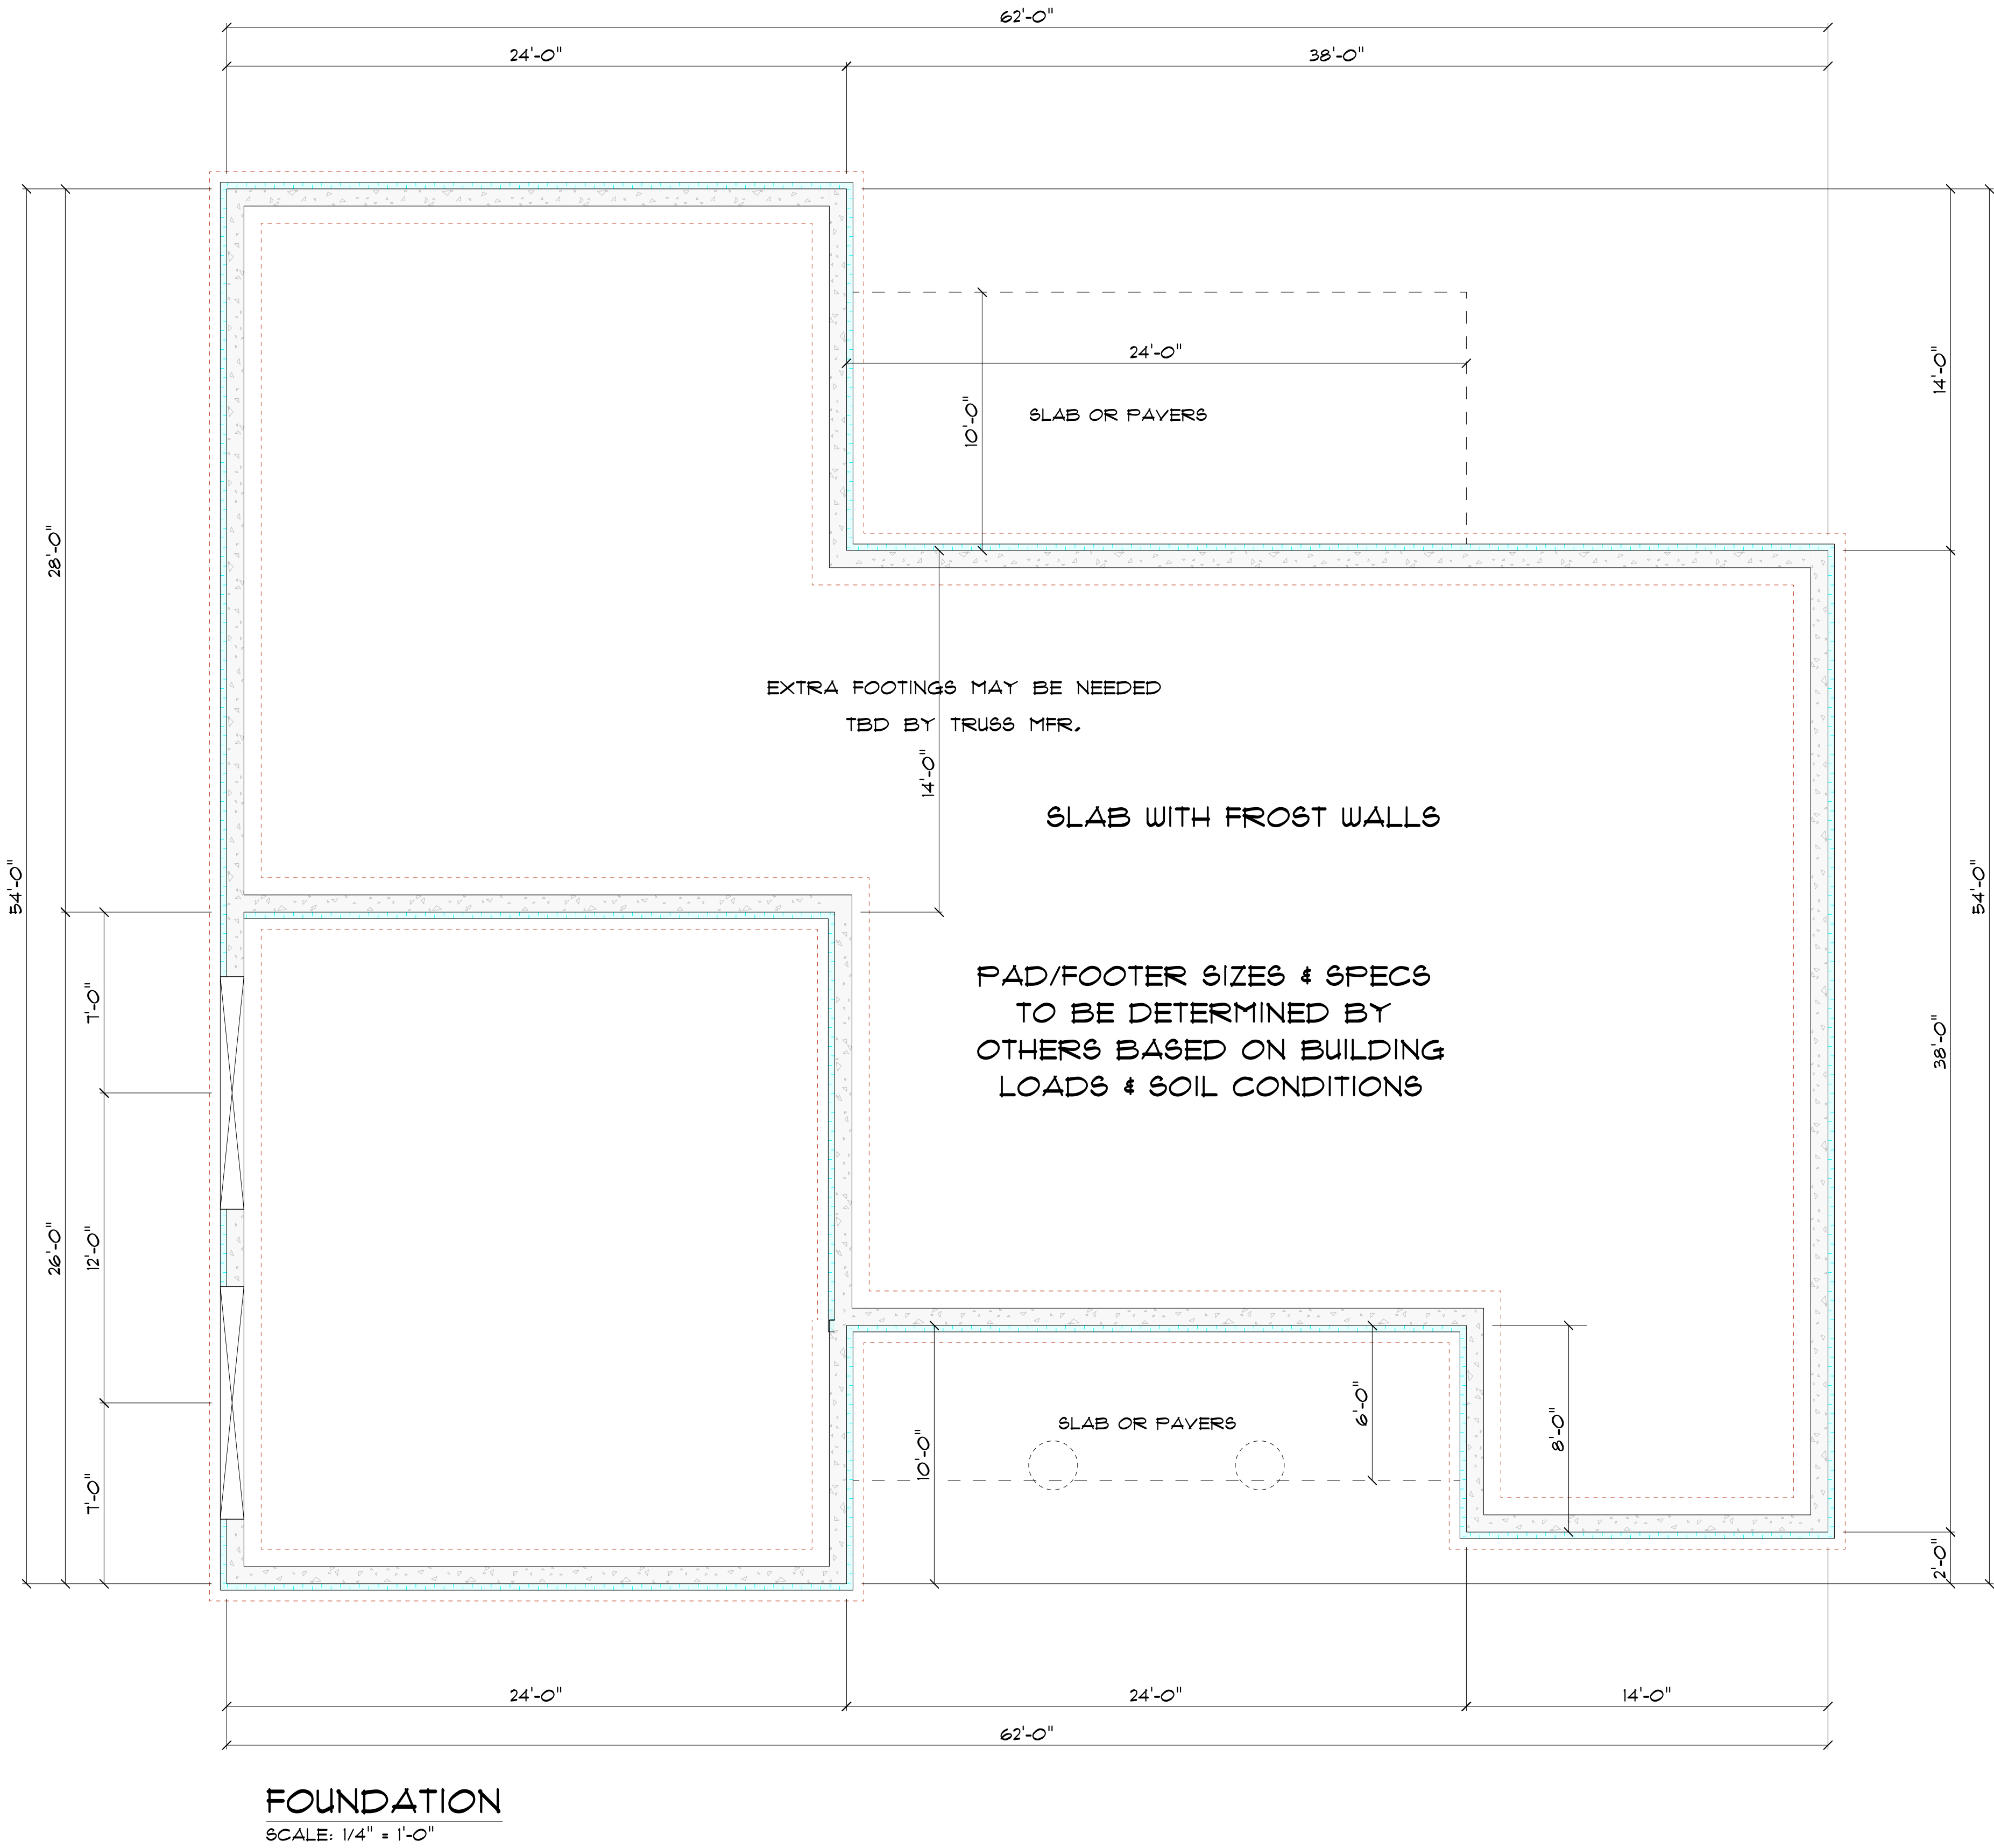 62'-0"
24'-0"
38'-0"
24'-0"
10'-0"
SLAB OR PAVERS
14'-0"
28'-0"
EXTRA FOOTINGS MAY BE NEEDED
TBD BY TRUSS MFR.
14'-0"
SLAB WITH FROST WALLS
54'-0"
54'-0"
PAD/FOOTER SIZES & SPECS
TO BE DETERMINED BY
OTHERS BASED ON BUILDING
LOADS & SOIL CONDITIONS
7'-0"
38'-0"
26'-0"
12'-0"
6'-0"
SLAB OR PAVERS
8'-0"
10'-0"
7'-0"
2'-0"
24'-0"
24'-0"
14'-0"
62'-0"
FOUNDATION
SCALE: 1/4" = 1'-0"